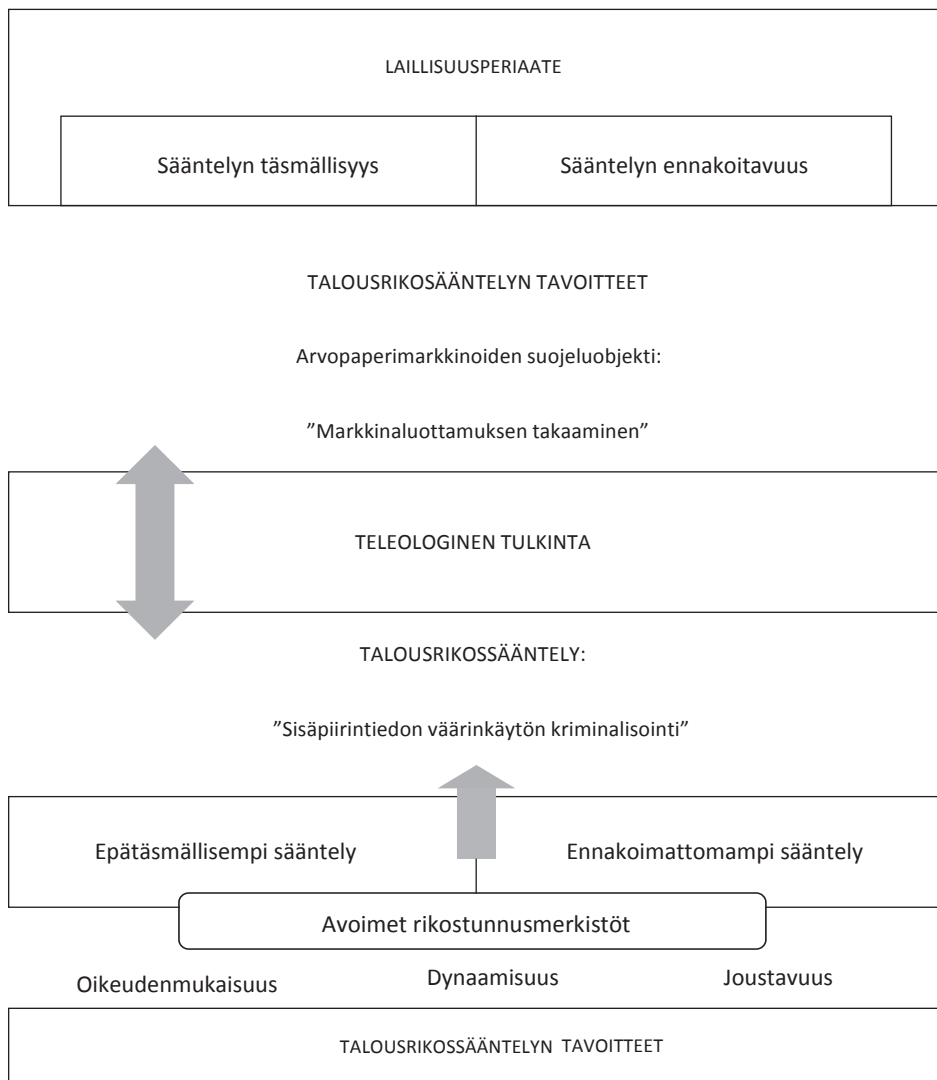 LAILLISUUSPERIAATE
Sääntelyn täsmällisyys
Sääntelyn ennakoitavuus
TALOUSRIKOSÄÄNTELYN TAVOITTEET
Arvopaperimarkkinoiden suojeluobjekti:
”Markkinaluottamuksen takaaminen”
TELEOLOGINEN TULKINTA
TALOUSRIKOSSÄÄNTELY:
”Sisäpiirintiedon väärinkäytön kriminalisointi”
Epätäsmällisempi sääntely
Ennakoimattomampi sääntely
Avoimet rikostunnusmerkistöt
Oikeudenmukaisuus
Dynaamisuus
Joustavuus
TALOUSRIKOSSÄÄNTELYN TAVOITTEET